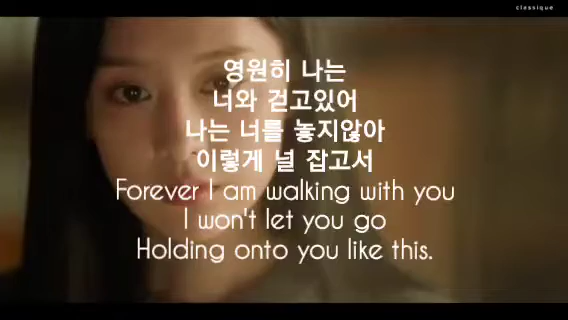 classique
영원히 나는
너와 걷고있어
나는 너를 놓지않아
이렇게 널 잡고서
Forever I am walking with you
I won't let you go
Holding onto you like this.